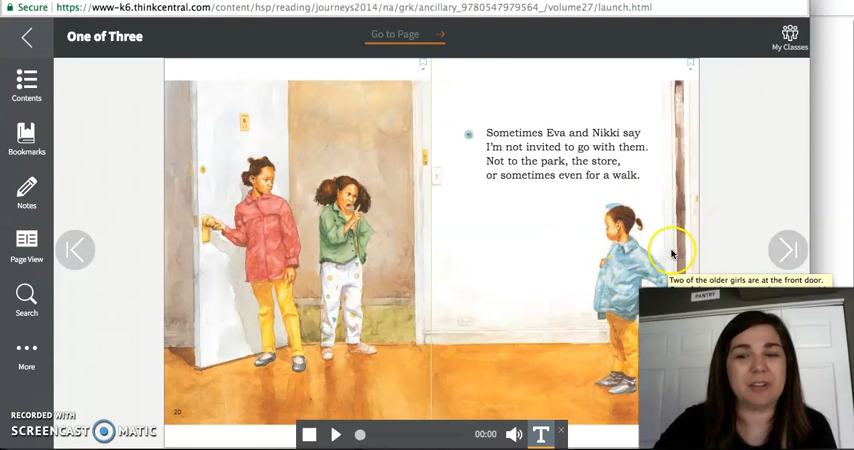 Secure https://www-k6.thinkcentral.com/content/hsp/reading/journeys2014/na/grk/ancillary_9780547979564_/volume27/launch.html
One of Three
Go to Page →
My Classes
Contents
Bookmarks
Notes
Page View
Search
More
Sometimes Eva and Nikki say
I'm not invited to go with them.
Not to the park, the store,
or sometimes even for a walk.
Two of the older girls are at the front door.
PANTRY
20
00:00
T
RECORDED WITH
SCREENCAST MATIC